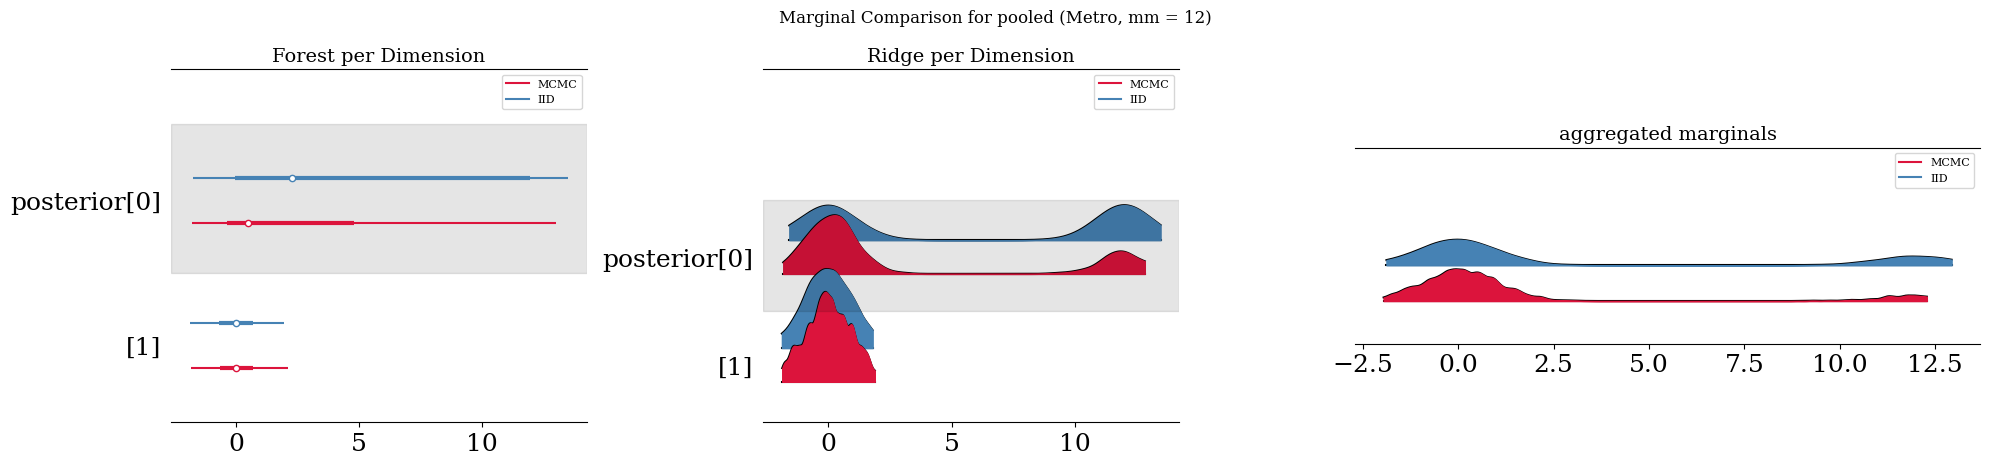 Marginal Comparison for pooled (Metro, mm = 12)
Forest per Dimension
MCMC
IID
posterior[0]
[1]
0 5 10
Ridge per Dimension
MCMC
IID
posterior[0]
[1]
0 5 10
aggregated marginals
MCMC
IID
−2.5 0.0 2.5 5.0 7.5 10.0 12.5